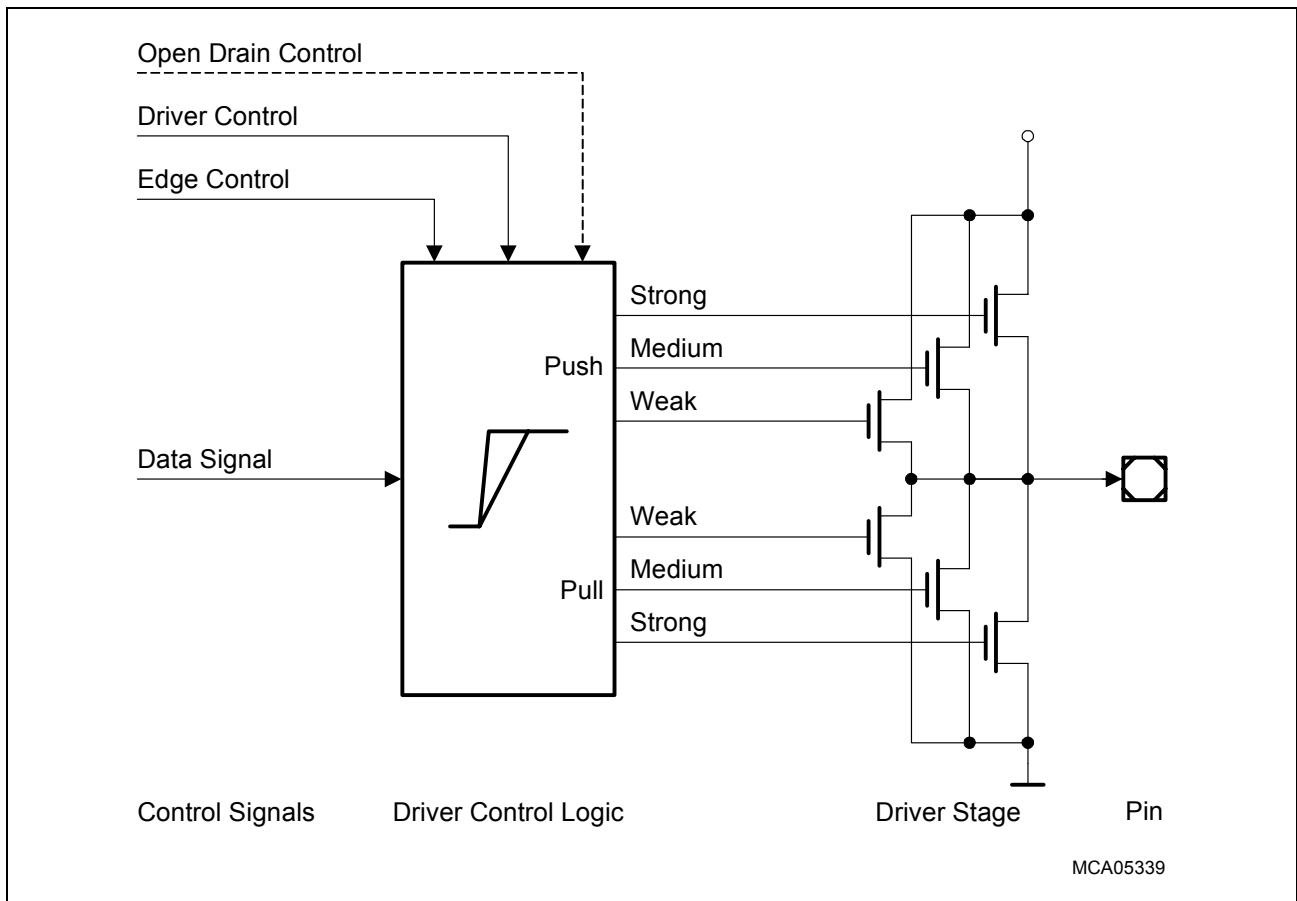 Open Drain Control
Driver Control
Edge Control
Strong
Medium
Push
Weak
Data Signal
Weak
Medium
Pull
Strong
Control Signals
Driver Control Logic
Driver Stage
Pin
MCA05339